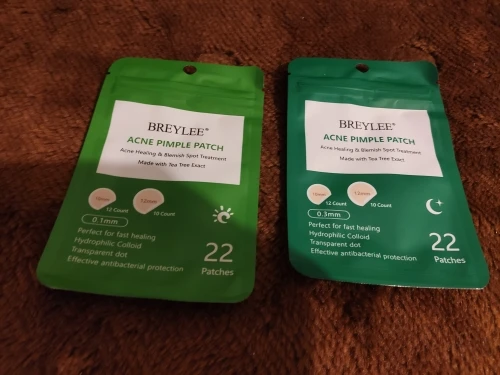 BREYLEE®
ACNE PIMPLE PATCH
Acne Healing & Blemish Spot Treatment
Made with Tea Tree Exact
12 Count
12mm
10 Count
0.1mm
Perfect for fast healing
Hydrophilic Colloid
Transparent dot
Effective antibacterial protection
22
Patches
BREYLEE®
ACNE PIMPLE PATCH
Acne Healing & Blemish Spot Treatment
Made with Tea Tree Exact
12 Count
12mm
10 Count
0.3mm
Perfect for fast healing
Hydrophilic Colloid
Transparent dot
Effective antibacterial protection
22
Patches